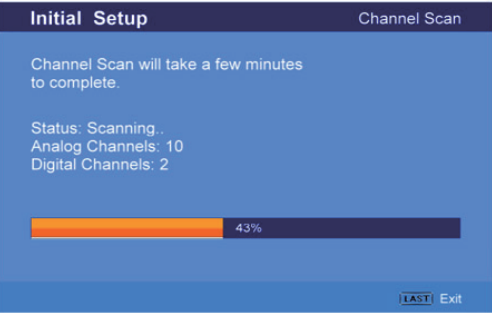 Initial Setup
Channel Scan
Channel Scan will take a few minutes
to complete.
Status: Scanning..
Analog Channels: 10
Digital Channels: 2
43%
LAST Exit